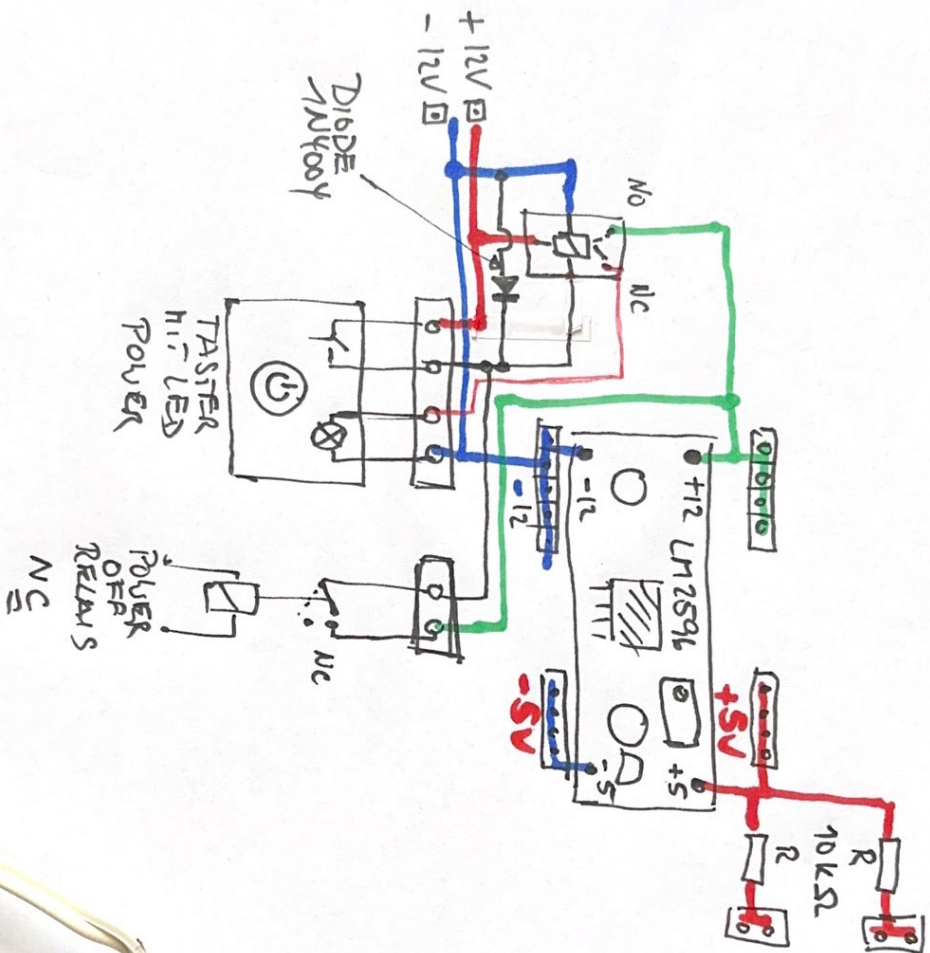 + 12V
- 12V
DIODE
1N4004
NO
NC
TASTER
mit LED
POWER
+12
-12
LM2596
-12
POWER
OFF
RELAIS
NC
NC
+5V
-5V
+5
-5
R
10kΩ
R